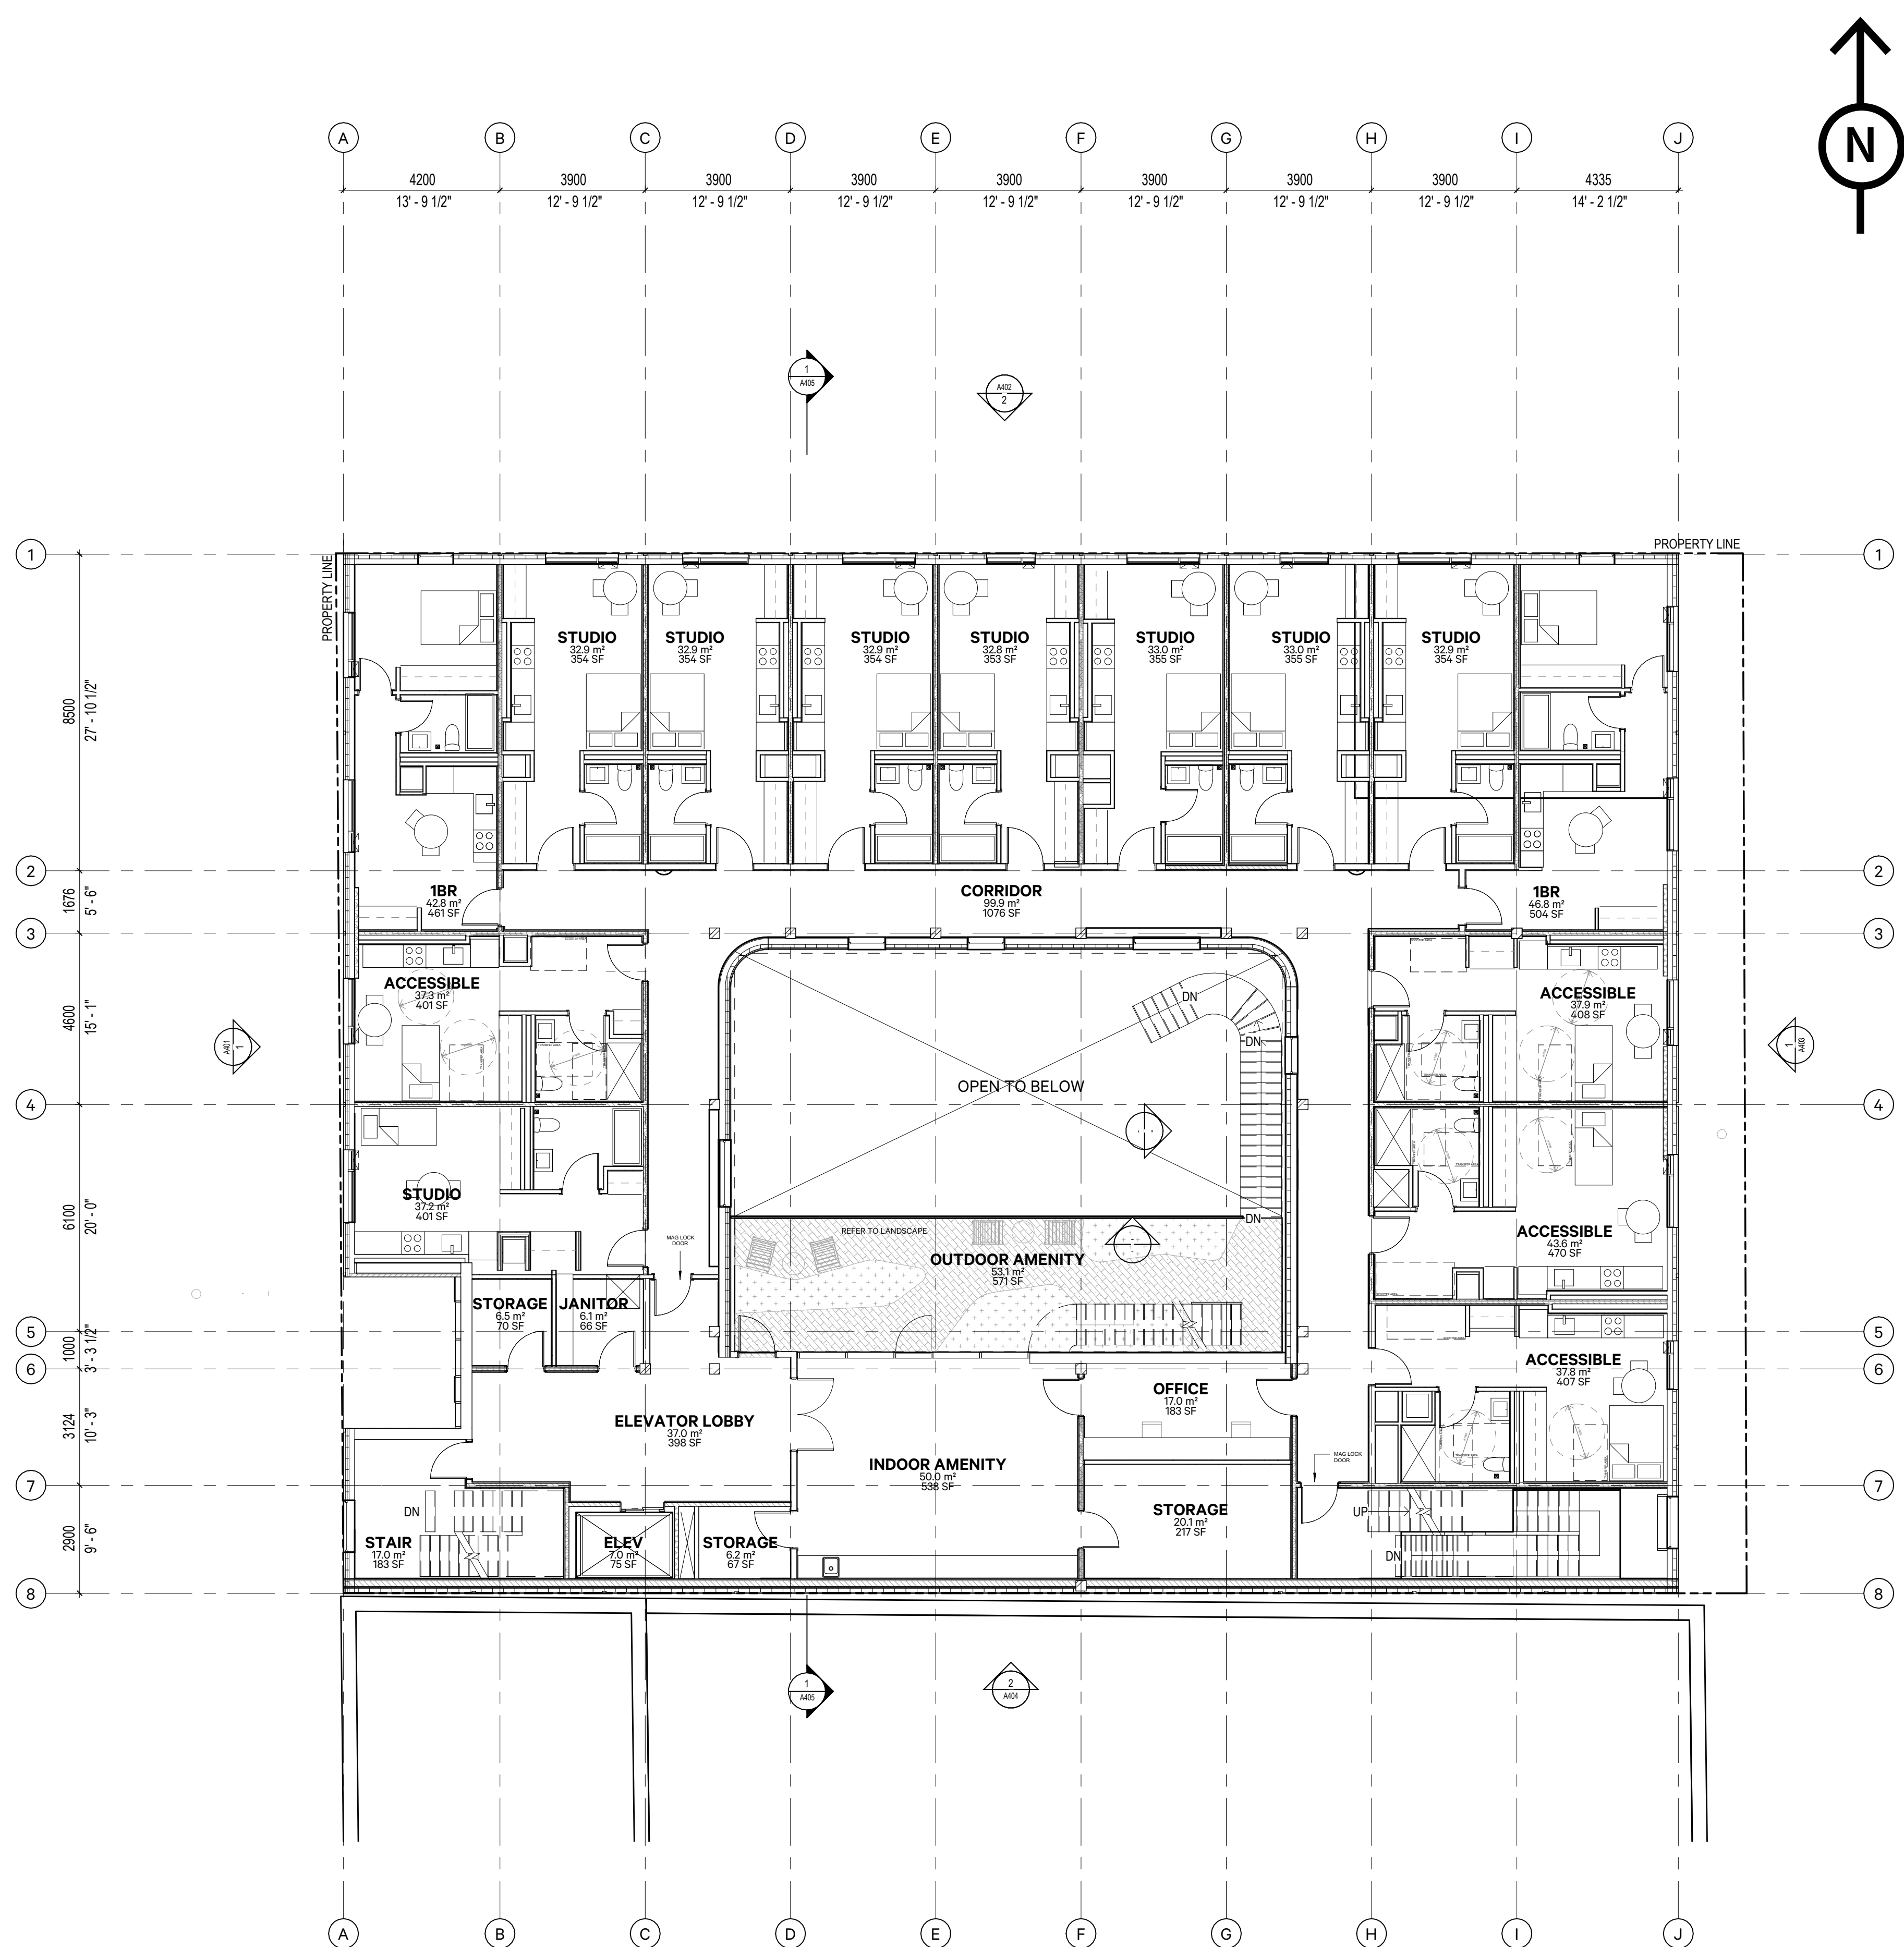 N
A B C D E F G H I J
4200 3900 3900 3900 3900 3900 3900 3900 4335
13' - 9 1/2" 12' - 9 1/2" 12' - 9 1/2" 12' - 9 1/2" 12' - 9 1/2" 12' - 9 1/2" 12' - 9 1/2" 12' - 9 1/2" 14' - 2 1/2"
1
A405
A402
2
1
PROPERTY LINE
PROPERTY LINE
1
8500
27' - 10 1/2"
STUDIO
32.9 m²
354 SF
STUDIO
32.9 m²
354 SF
STUDIO
32.9 m²
354 SF
STUDIO
32.8 m²
353 SF
STUDIO
33.0 m²
355 SF
STUDIO
33.0 m²
355 SF
STUDIO
32.9 m²
354 SF
2
2
1676
5' - 6"
1BR
42.8 m²
461 SF
CORRIDOR
99.9 m²
1076 SF
1BR
46.8 m²
504 SF
3
3
4600
15' - 1"
ACCESSIBLE
37.3 m²
401 SF
DN
DN
ACCESSIBLE
37.9 m²
408 SF
A401
1
1
A403
OPEN TO BELOW
4
4
6100
20' - 0"
STUDIO
37.2 m²
401 SF
MAG LOCK
DOOR
DN
REFER TO LANDSCAPE
OUTDOOR AMENITY
53.1 m²
571 SF
ACCESSIBLE
43.6 m²
470 SF
STORAGE
6.5 m²
70 SF
JANITOR
6.1 m²
66 SF
5
5
1000
3' - 3 1/2"
6
6
3124
10' - 3"
ELEVATOR LOBBY
37.0 m²
398 SF
OFFICE
17.0 m²
183 SF
ACCESSIBLE
37.8 m²
407 SF
INDOOR AMENITY
50.0 m²
538 SF
MAG LOCK
DOOR
7
7
2900
9' - 6"
DN
STAIR
17.0 m²
183 SF
ELEV
7.0 m²
75 SF
STORAGE
6.2 m²
67 SF
STORAGE
20.1 m²
217 SF
UP
DN
8
8
1
A405
2
A404
A B C D E F G H I J